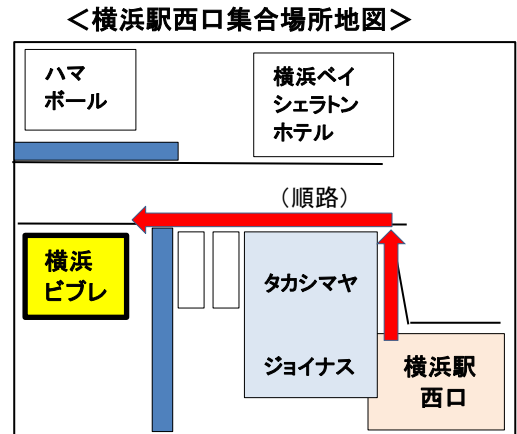 ＜横浜駅西口集合場所地図＞
ハマ
ボール
横浜ベイ
シェラトン
ホテル
（順路）
横浜
ビブレ
タカシマヤ
ジョイナス
横浜駅
西口